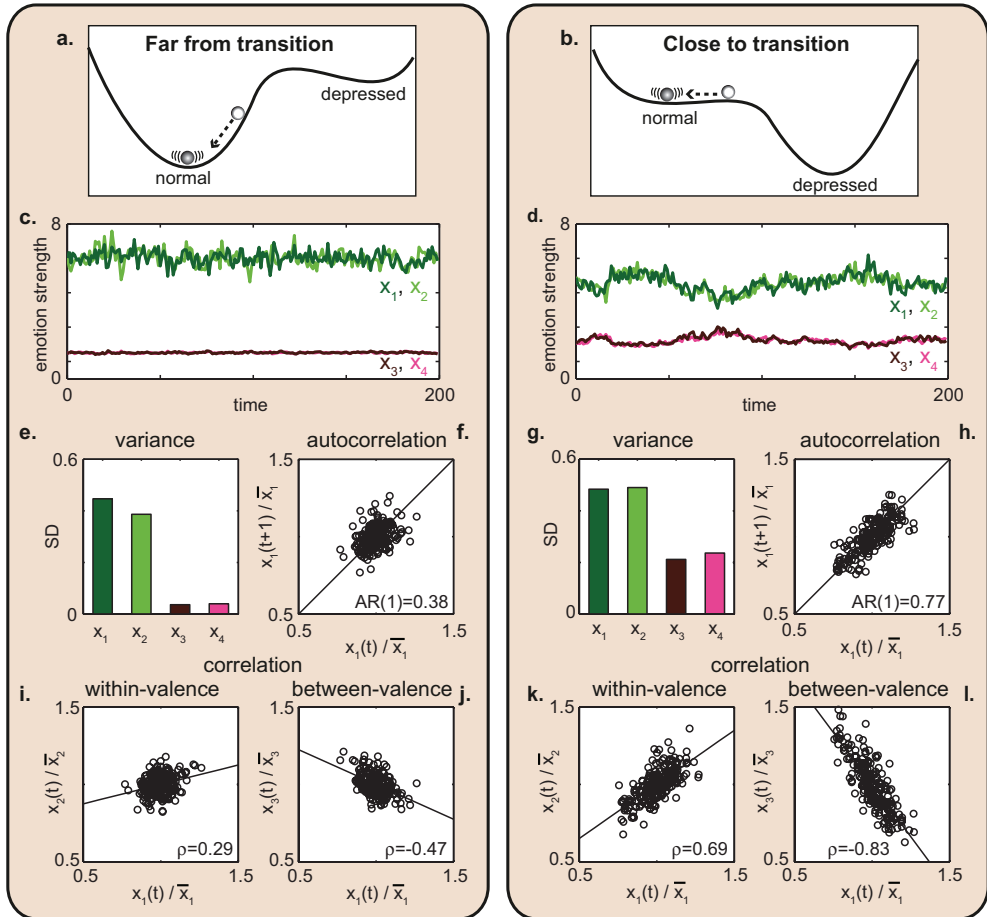 a.
Far from transition
depressed
normal
b.
Close to transition
normal
depressed
c.
8
emotion strength
0
x₁, x₂
x₃, x₄
0
time
200
d.
8
emotion strength
0
x₁, x₂
x₃, x₄
0
time
200
e.
variance
0.6
SD
0
x₁
x₂
x₃
x₄
autocorrelation
f.
1.5
x₁(t+1) / x̅₁
0.5
AR(1)=0.38
0.5
1.5
x₁(t) / x̅₁
g.
variance
0.6
SD
0
x₁
x₂
x₃
x₄
autocorrelation
h.
1.5
x₁(t+1) / x̅₁
0.5
AR(1)=0.77
0.5
1.5
x₁(t) / x̅₁
correlation
i.
within-valence
1.5
x₂(t) / x̅₂
0.5
ρ=0.29
0.5
1.5
x₁(t) / x̅₁
between-valence
j.
1.5
x₃(t) / x̅₃
0.5
ρ=-0.47
0.5
1.5
x₁(t) / x̅₁
correlation
k.
within-valence
1.5
x₂(t) / x̅₂
0.5
ρ=0.69
0.5
1.5
x₁(t) / x̅₁
between-valence
l.
1.5
x₃(t) / x̅₃
0.5
ρ=-0.83
0.5
1.5
x₁(t) / x̅₁